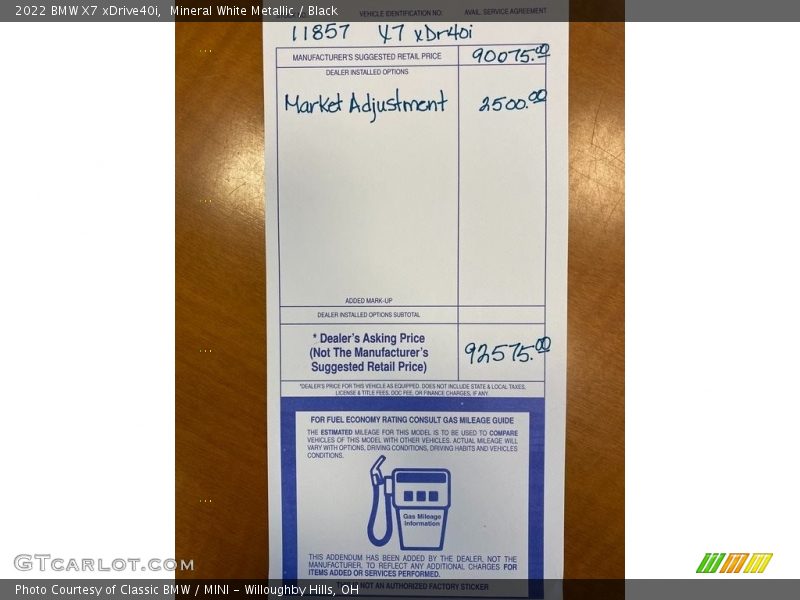 2022 BMW X7 xDrive40i, Mineral White Metallic / Black
VEHICLE IDENTIFICATION NO: AVAIL. SERVICE AGREEMENT
11857 X7 xDr40i
MANUFACTURER'S SUGGESTED RETAIL PRICE 90075.00
DEALER INSTALLED OPTIONS
Market Adjustment 2500.00
ADDED MARK-UP
DEALER INSTALLED OPTIONS SUBTOTAL
* Dealer's Asking Price
(Not The Manufacturer's
Suggested Retail Price)
92575.00
*DEALER'S PRICE FOR THIS VEHICLE AS EQUIPPED. DOES NOT INCLUDE STATE & LOCAL TAXES,
LICENSE & TITLE FEES, DOC FEE, OR FINANCE CHARGES, IF ANY.
FOR FUEL ECONOMY RATING CONSULT GAS MILEAGE GUIDE
THE ESTIMATED MILEAGE FOR THIS MODEL IS TO BE USED TO COMPARE
VEHICLES OF THIS MODEL WITH OTHER VEHICLES. ACTUAL MILEAGE WILL
VARY WITH OPTIONS, DRIVING CONDITIONS, DRIVING HABITS AND VEHICLES
CONDITIONS.
Gas Mileage
Information
THIS ADDENDUM HAS BEEN ADDED BY THE DEALER, NOT THE
MANUFACTURER, TO REFLECT ANY ADDITIONAL CHARGES FOR
ITEMS ADDED OR SERVICES PERFORMED.
NOT AN AUTHORIZED FACTORY STICKER
GTCARLOT.COM
Photo Courtesy of Classic BMW / MINI - Willoughby Hills, OH